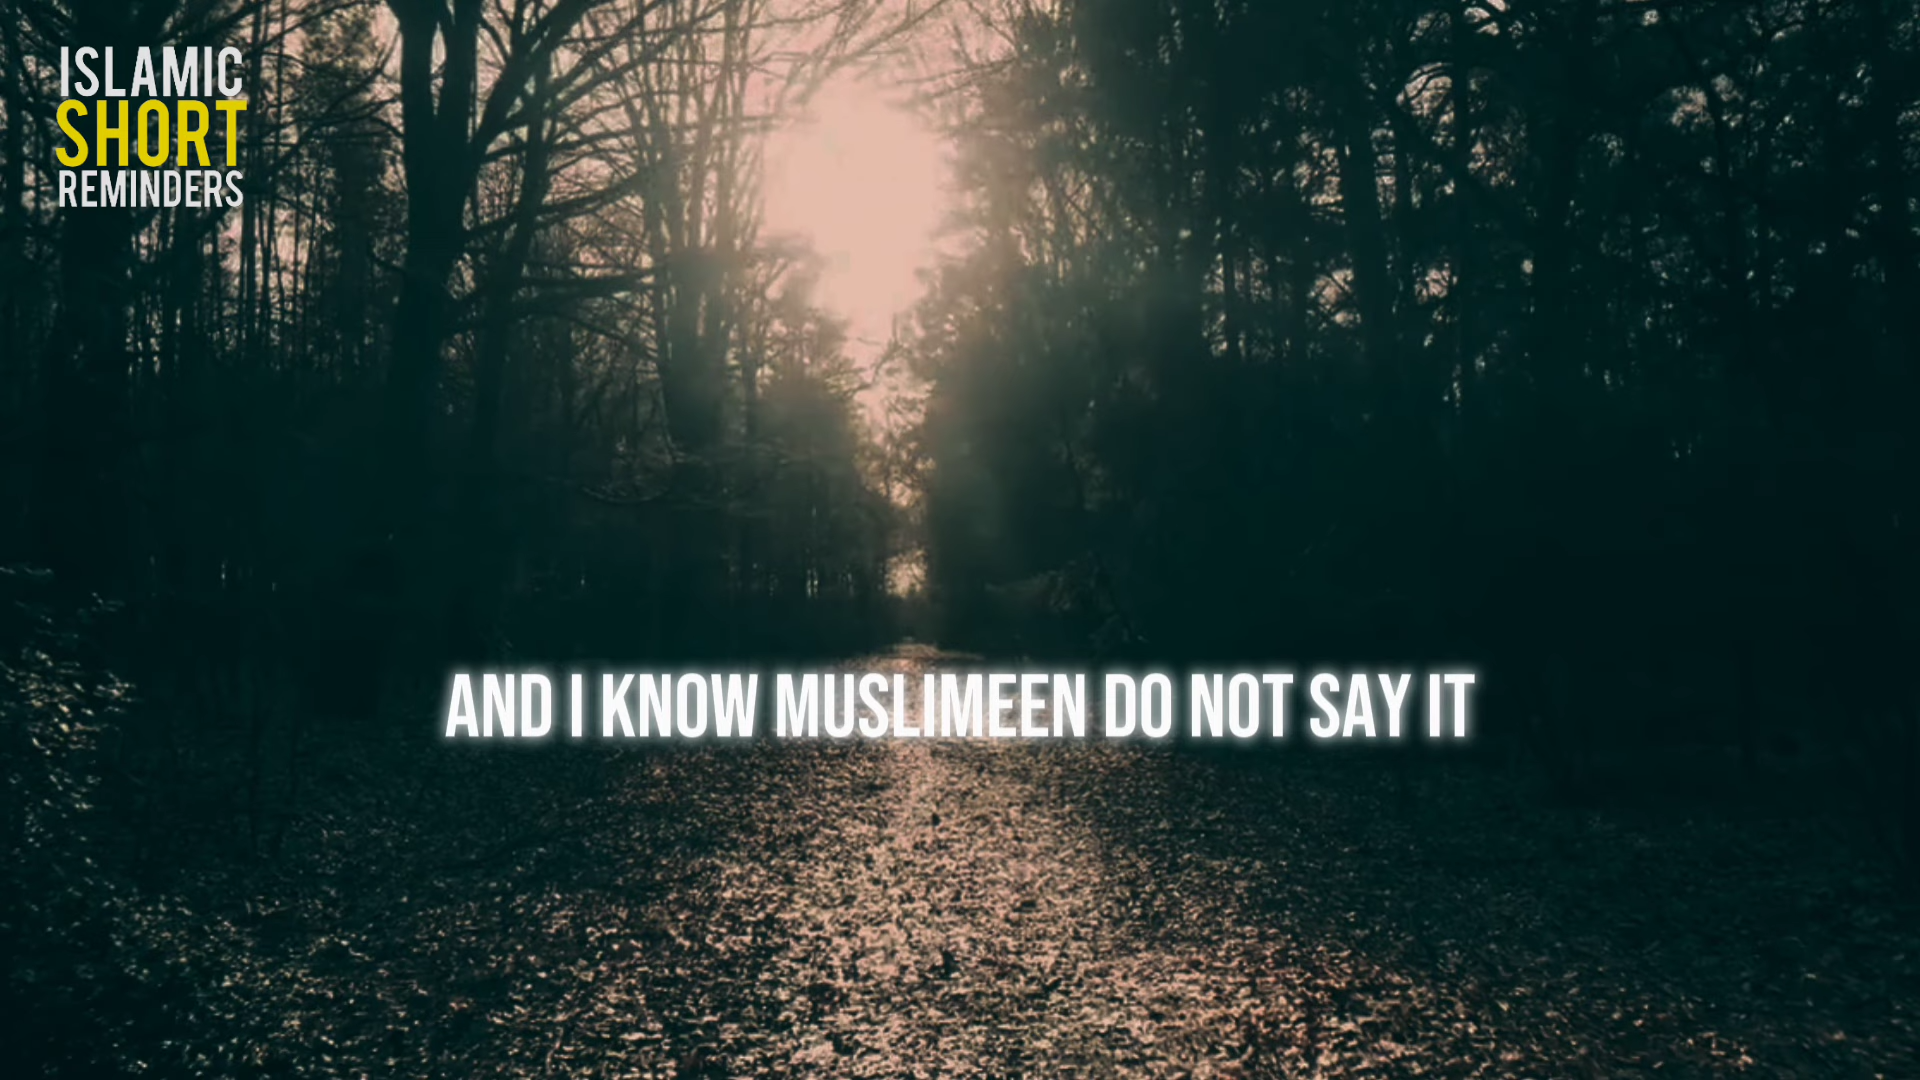 ISLAMIC
SHORT
REMINDERS
AND I KNOW MUSLIMEEN DO NOT SAY IT